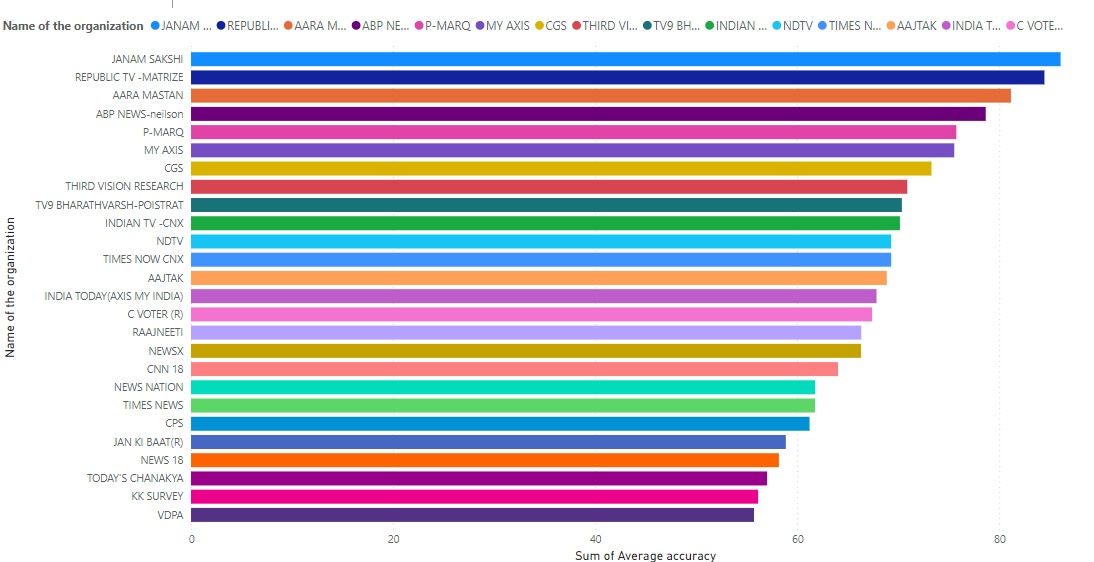 Name of the organization JANAM ... REPUBLI... AARA M... ABP NE... P-MARQ MY AXIS CGS THIRD VI... TV9 BH... INDIAN ... NDTV TIMES N... AAJTAK INDIA T... C VOTE...
Name of the organization
JANAM SAKSHI
REPUBLIC TV -MATRIZE
AARA MASTAN
ABP NEWS-neilson
P-MARQ
MY AXIS
CGS
THIRD VISION RESEARCH
TV9 BHARATHVARSH-POISTRAT
INDIAN TV -CNX
NDTV
TIMES NOW CNX
AAJTAK
INDIA TODAY(AXIS MY INDIA)
C VOTER (R)
RAAJNEETI
NEWSX
CNN 18
NEWS NATION
TIMES NEWS
CPS
JAN KI BAAT(R)
NEWS 18
TODAY'S CHANAKYA
KK SURVEY
VDPA
0 20 40 60 80
Sum of Average accuracy